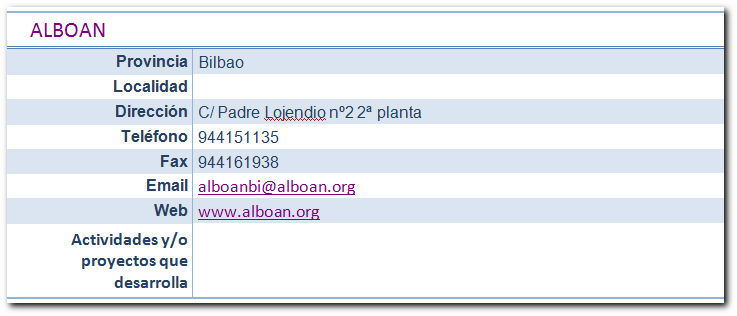 ALBOAN
Provincia Bilbao
Localidad
Dirección C/ Padre Lojendio nº2 2ª planta
Teléfono 944151135
Fax 944161938
Email alboanbi@alboan.org
Web www.alboan.org
Actividades y/o
proyectos que
desarrolla